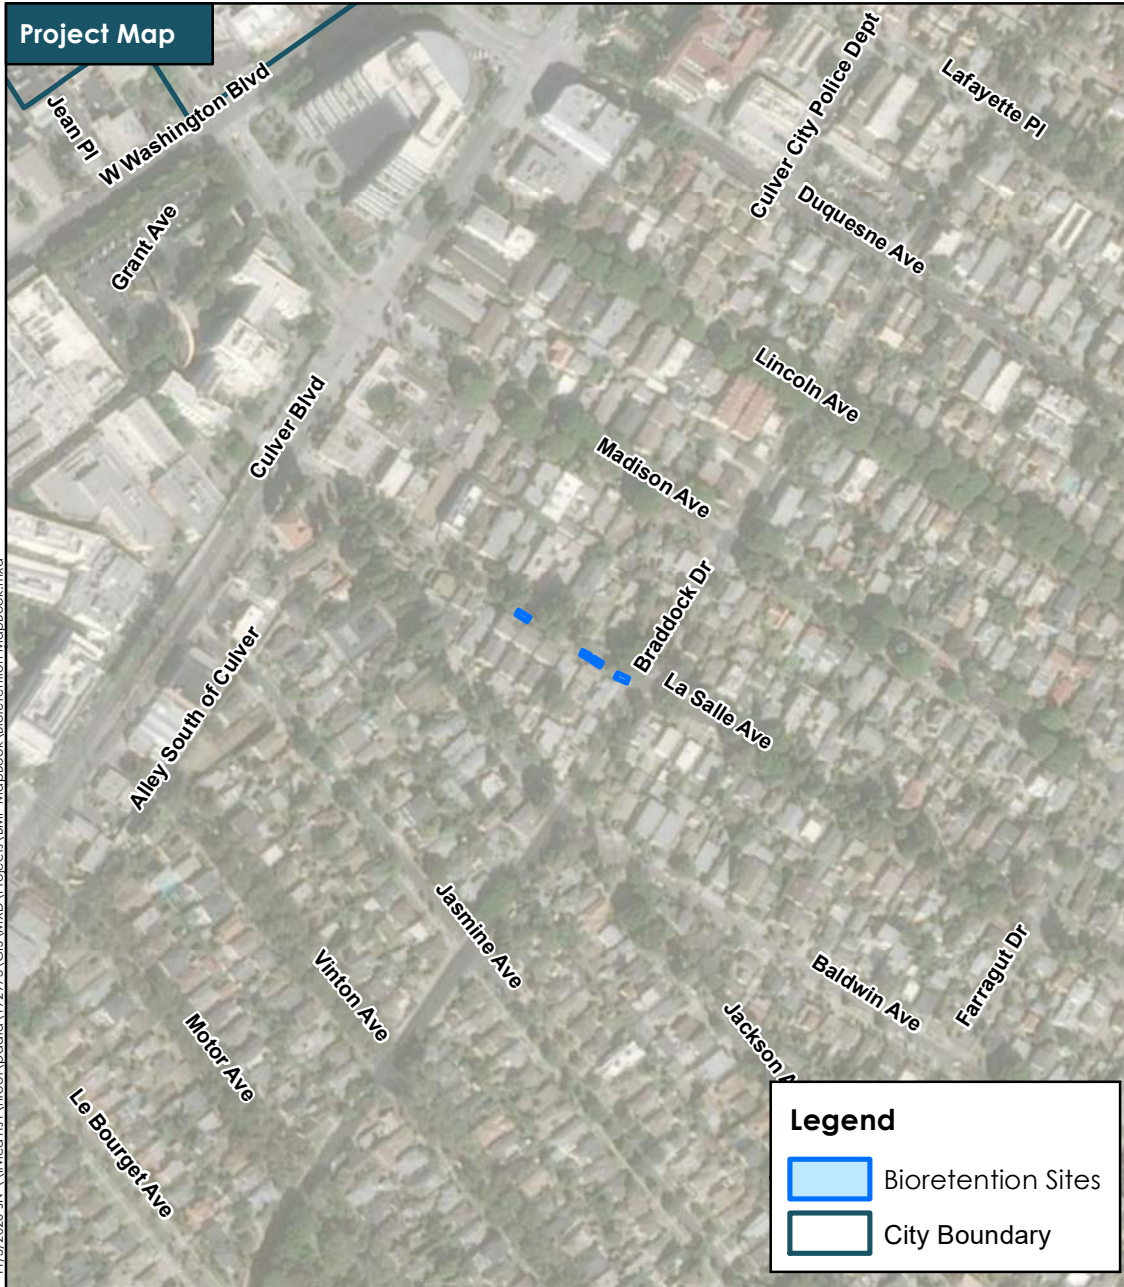 Project Map
Culver City Police Dept
Lafayette Pl
Jean Pl
W Washington Blvd
Duquesne Ave
Grant Ave
Lincoln Ave
Culver Blvd
Madison Ave
Braddock Dr
La Salle Ave
Alley South of Culver
Jasmine Ave
Vinton Ave
Baldwin Ave
Farragut Dr
Jackson A
Motor Ave
Le Bourget Ave
Legend
Bioretention Sites
City Boundary